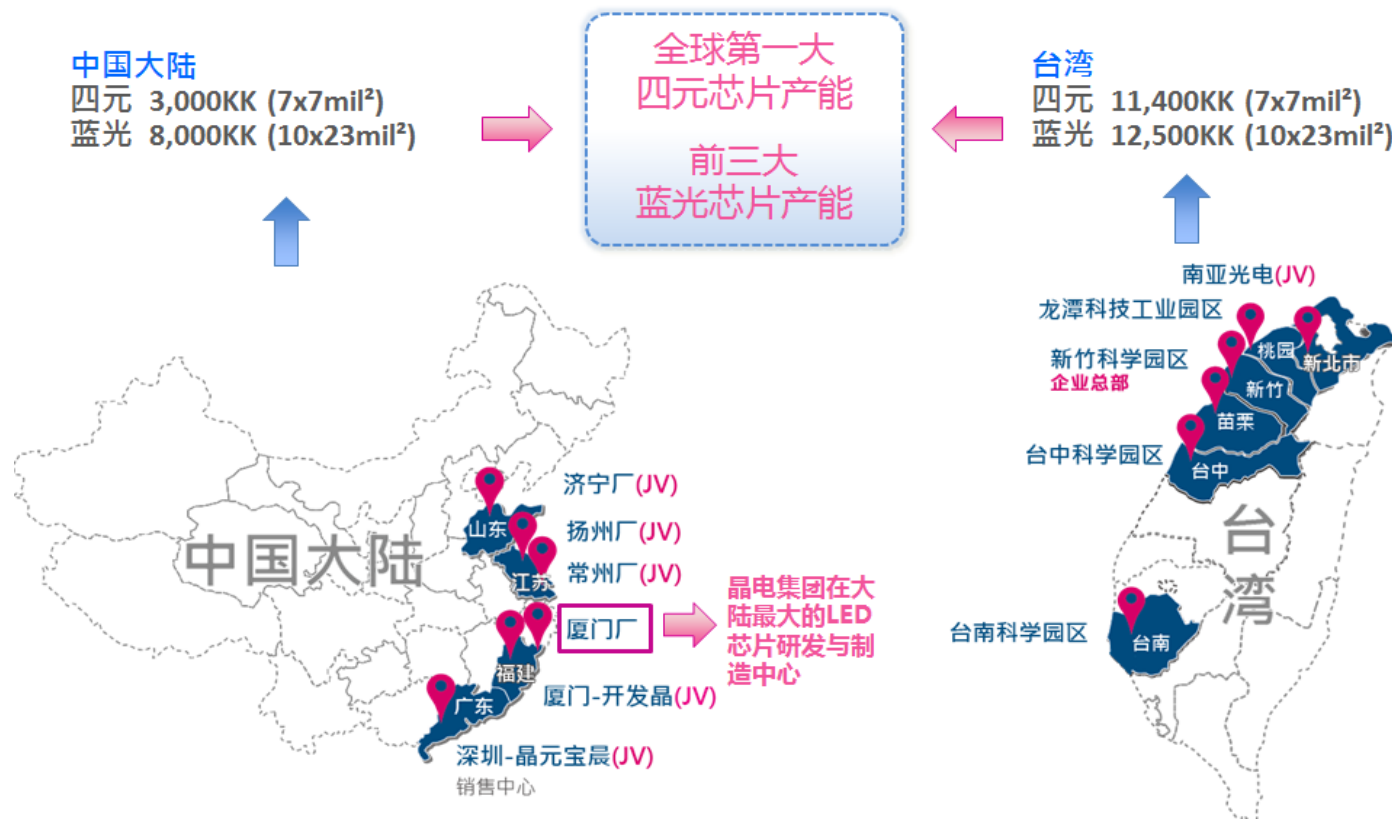 中国大陆
四元 3,000KK (7x7mil²)
蓝光 8,000KK (10x23mil²)
全球第一大
四元芯片产能
前三大
蓝光芯片产能
台湾
四元 11,400KK (7x7mil²)
蓝光 12,500KK (10x23mil²)
中国大陆
济宁厂(JV)
山东
扬州厂(JV)
江苏
常州厂(JV)
厦门厂
福建
厦门-开发晶(JV)
广东
深圳-晶元宝晨(JV)
销售中心
晶电集团在大
陆最大的LED
芯片研发与制
造中心
南亚光电(JV)
龙潭科技工业园区
桃园
新北市
新竹科学园区
企业总部
新竹
苗栗
台中科学园区
台中
台
湾
台南科学园区
台南